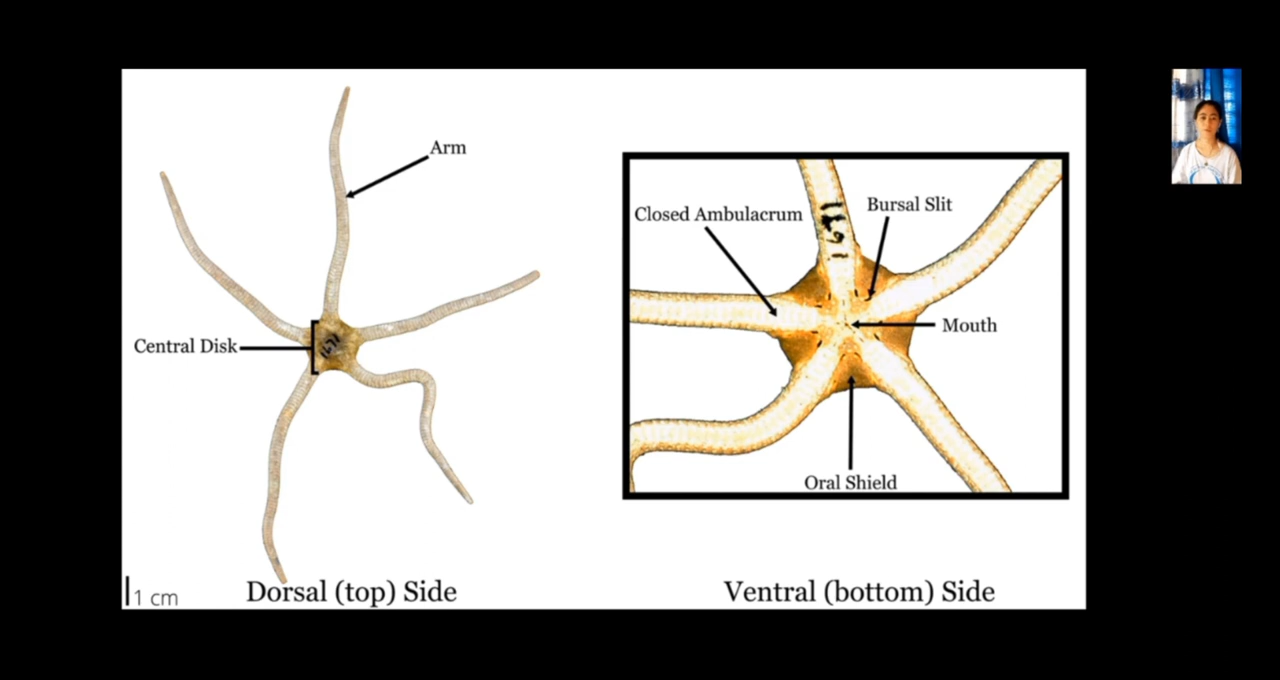 Arm
Central Disk
Closed Ambulacrum
Bursal Slit
Mouth
Oral Shield
1 cm
Dorsal (top) Side
Ventral (bottom) Side